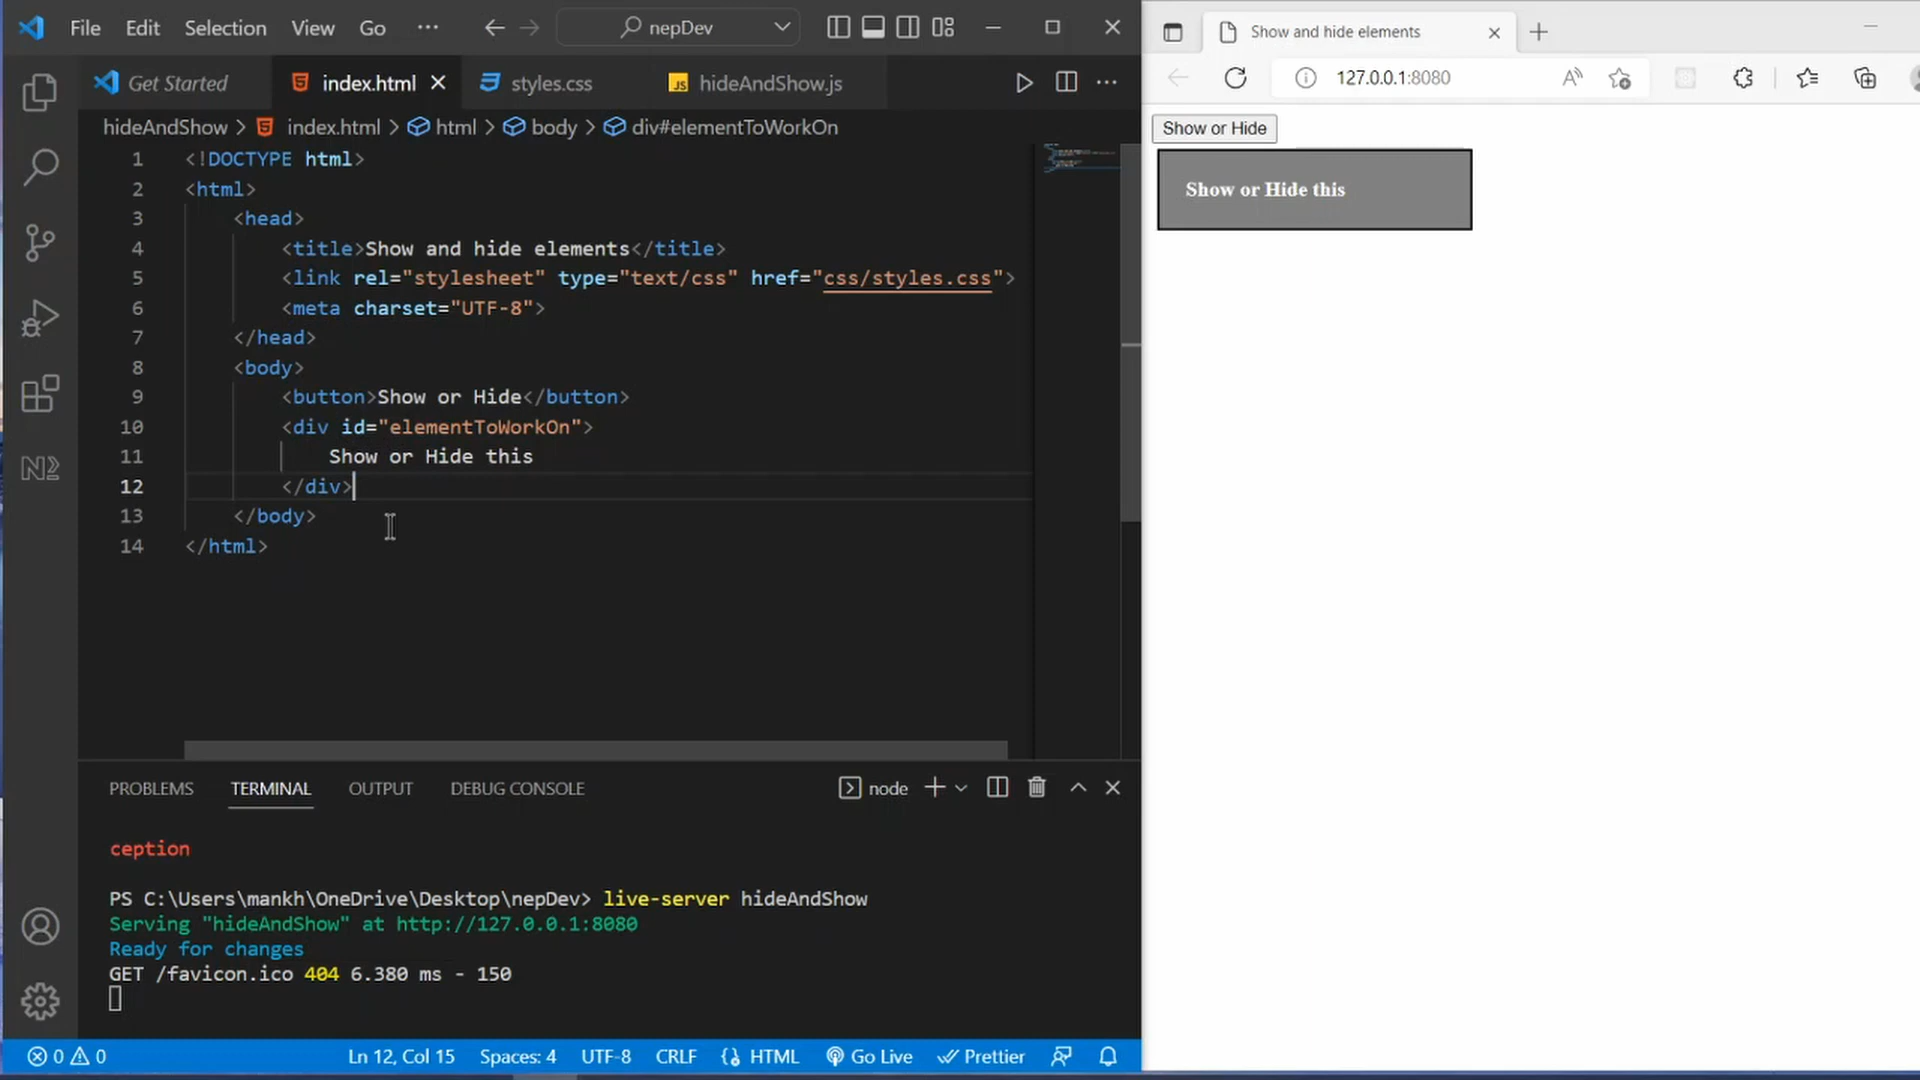 File Edit Selection View Go ··· nepDev
Get Started index.html styles.css JS hideAndShow.js
hideAndShow > index.html > html > body > div#elementToWorkOn
1 <!DOCTYPE html>
2 <html>
3 <head>
4 <title>Show and hide elements</title>
5 <link rel="stylesheet" type="text/css" href="css/styles.css">
6 <meta charset="UTF-8">
7 </head>
8 <body>
9 <button>Show or Hide</button>
10 <div id="elementToWorkOn">
11 Show or Hide this
12 </div>
13 </body>
14 </html>
PROBLEMS TERMINAL OUTPUT DEBUG CONSOLE node
ception
PS C:\Users\mankh\OneDrive\Desktop\nepDev> live-server hideAndShow
Serving "hideAndShow" at http://127.0.0.1:8080
Ready for changes
GET /favicon.ico 404 6.380 ms - 150
0 0 Ln 12, Col 15 Spaces: 4 UTF-8 CRLF HTML Go Live Prettier
Show and hide elements
127.0.0.1:8080
Show or Hide
Show or Hide this